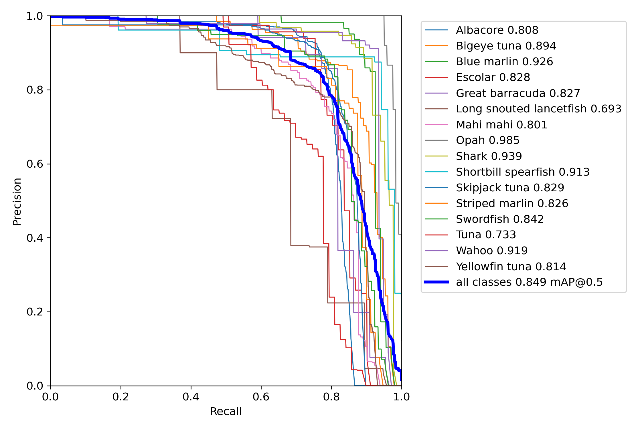 1.0
0.8
0.6
0.4
0.2
0.0
Precision
0.0 0.2 0.4 0.6 0.8 1.0
Recall
Albacore 0.808
Bigeye tuna 0.894
Blue marlin 0.926
Escolar 0.828
Great barracuda 0.827
Long snouted lancetfish 0.693
Mahi mahi 0.801
Opah 0.985
Shark 0.939
Shortbill spearfish 0.913
Skipjack tuna 0.829
Striped marlin 0.826
Swordfish 0.842
Tuna 0.733
Wahoo 0.919
Yellowfin tuna 0.814
all classes 0.849 mAP@0.5